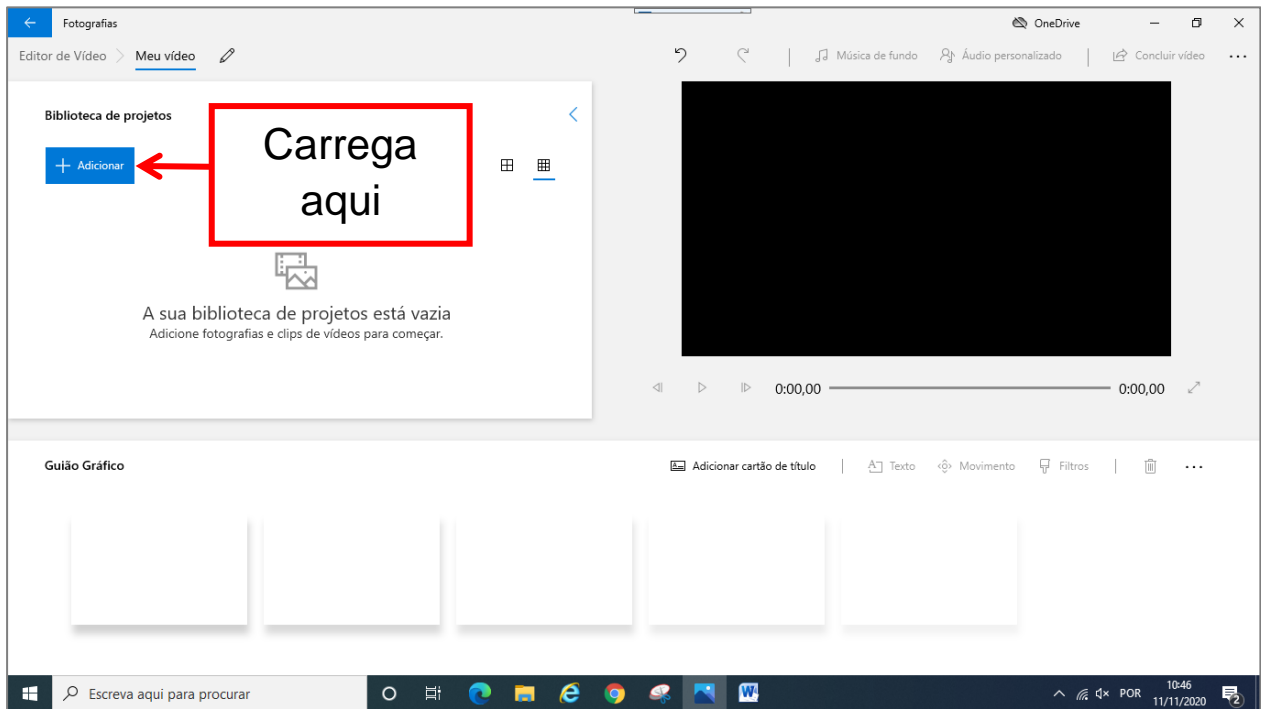 Fotografias
OneDrive
Editor de Vídeo > Meu vídeo
Música de fundo
Áudio personalizado
Concluir vídeo
Biblioteca de projetos
+ Adicionar
Carrega
aqui
A sua biblioteca de projetos está vazia
Adicione fotografias e clips de vídeos para começar.
0:00,00
0:00,00
Guião Gráfico
Adicionar cartão de título
Texto
Movimento
Filtros
Escreva aqui para procurar
POR
10:46
11/11/2020
2